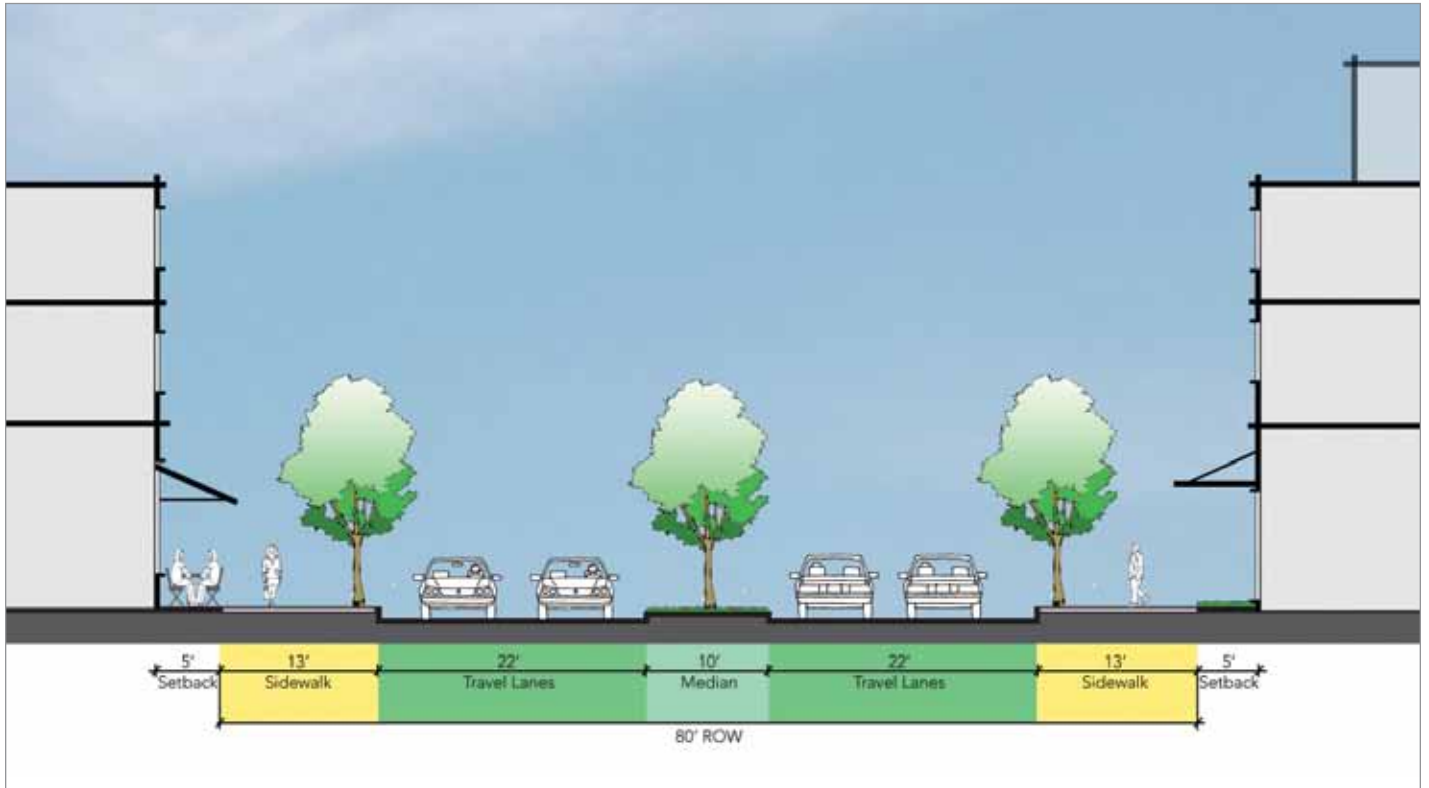 5' 13' 22' 10' 22' 13' 5'
Setback Sidewalk Travel Lanes Median Travel Lanes Sidewalk Setback
80' ROW